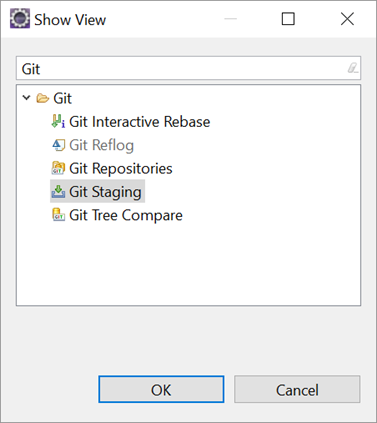 Show View
Git
Git
Git Interactive Rebase
Git Reflog
Git Repositories
Git Staging
Git Tree Compare
OK Cancel